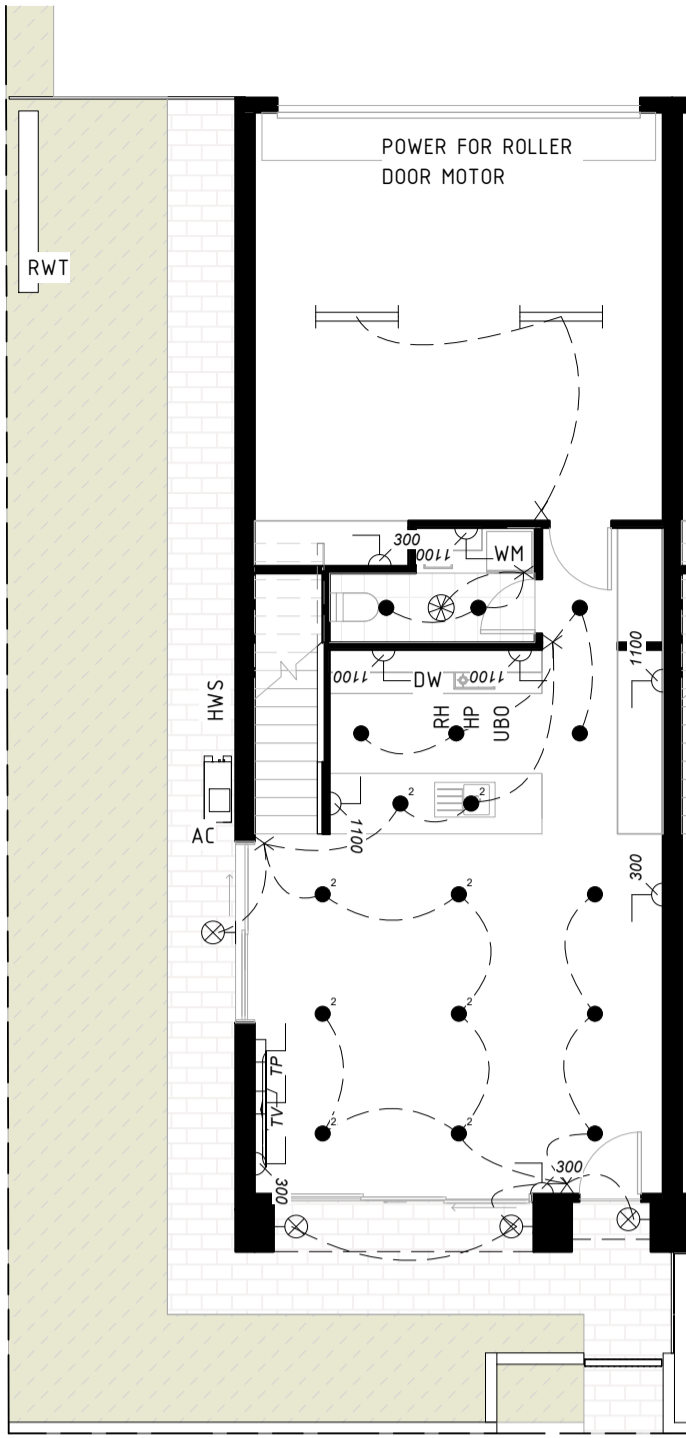 POWER FOR ROLLER
DOOR MOTOR
RWT
300
1100
WM
1100
1100
DW
1100
HWS
RH
HP
UBO
AC
2
2
1100
300
2
2
2
2
TP
TV
2
2
300
300